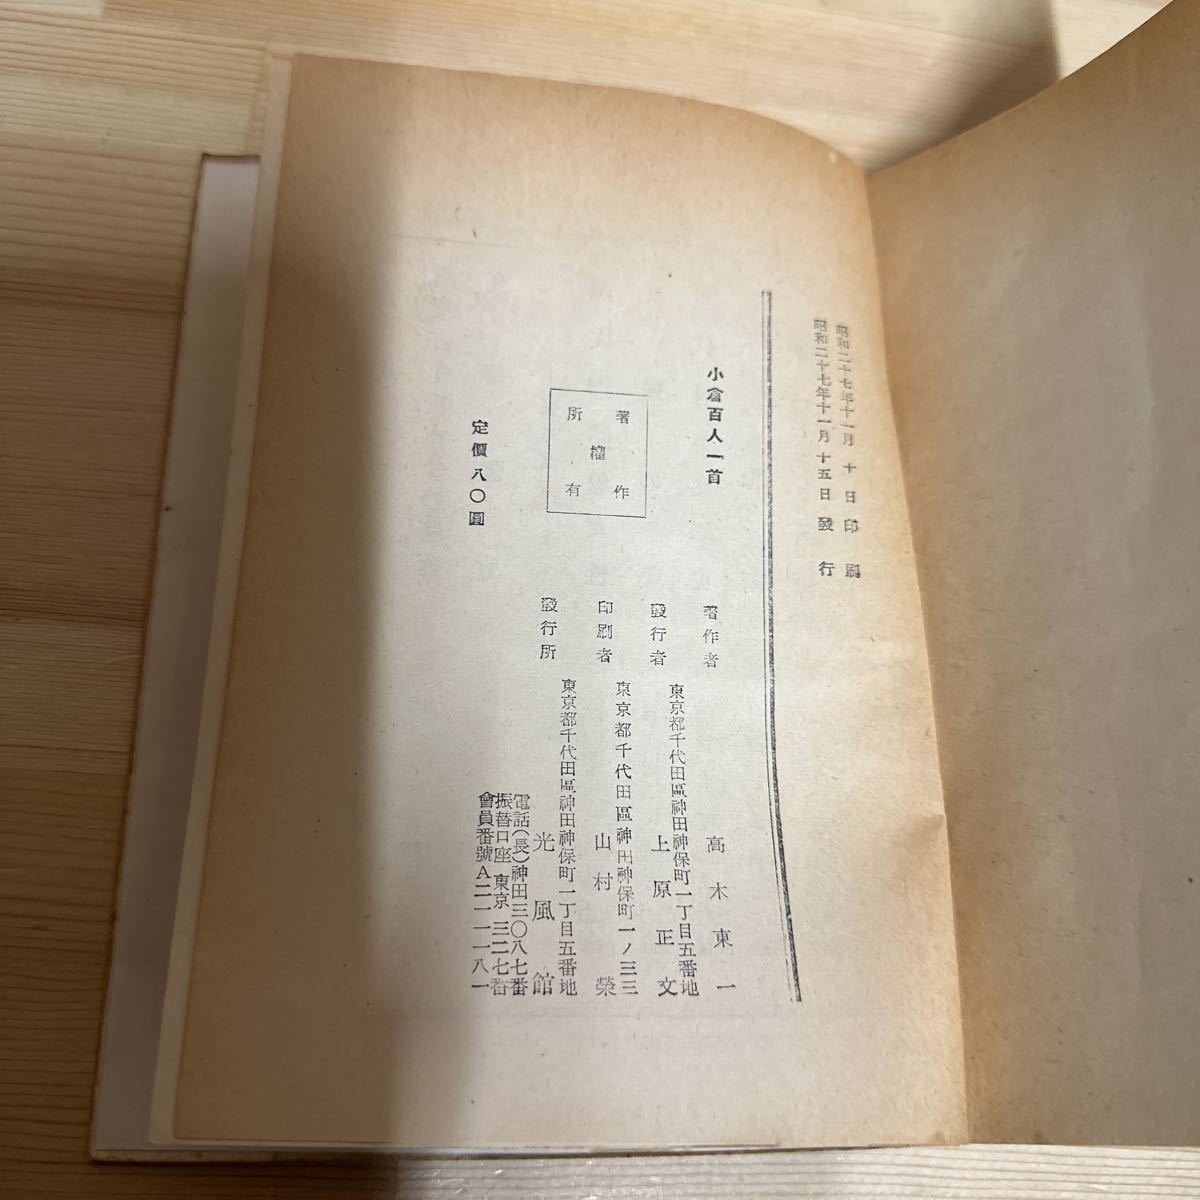 昭和二十七年十一月十日印刷
昭和二十七年十一月十五日發行
小倉百人一首
著作權所有
定價八〇圓
著作者 高木東一
東京都千代田區神田神保町一丁目五番地
發行者 上原正文
東京都千代田區神田神保町一ノ三三
印刷者 山村榮
東京都千代田區神田神保町一丁目五番地
發行所 光風館
電話(長)神田三〇八七番
振替口座 東京 三二七番
會員番號A二一一一八一